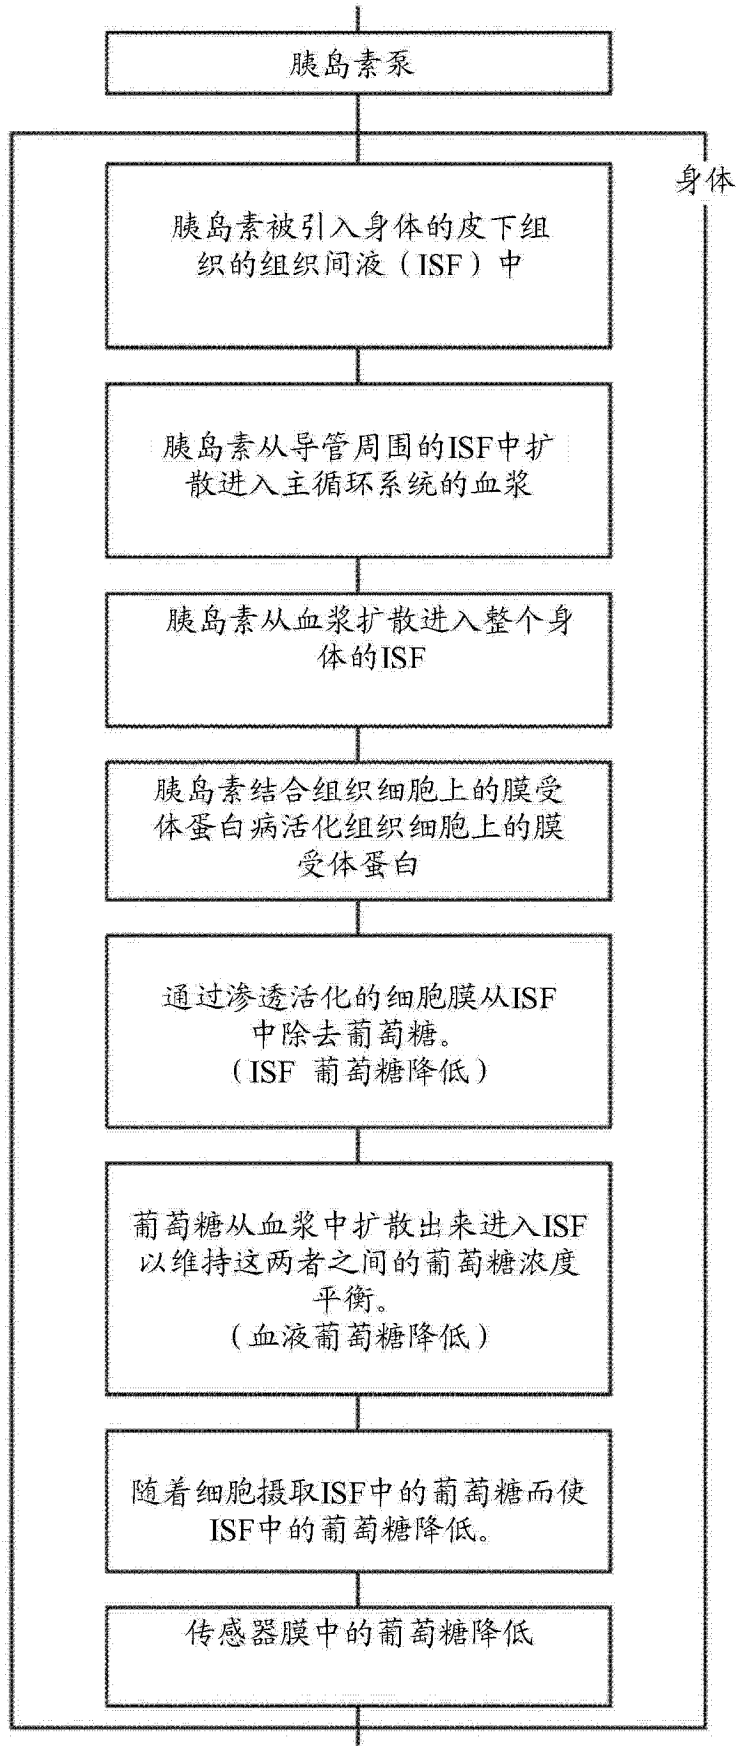 胰岛素泵
身体
胰岛素被引入身体的皮下组
织的组织间液（ISF）中
胰岛素从导管周围的ISF中扩
散进入主循环系统的血浆
胰岛素从血浆扩散进入整个身
体的ISF
胰岛素结合组织细胞上的膜受
体蛋白病活化组织细胞上的膜
受体蛋白
通过渗透活化的细胞膜从ISF
中除去葡萄糖。
（ISF 葡萄糖降低）
葡萄糖从血浆中扩散出来进入ISF
以维持这两者之间的葡萄糖浓度
平衡。
（血液葡萄糖降低）
随着细胞摄取ISF中的葡萄糖而使
ISF中的葡萄糖降低。
传感器膜中的葡萄糖降低